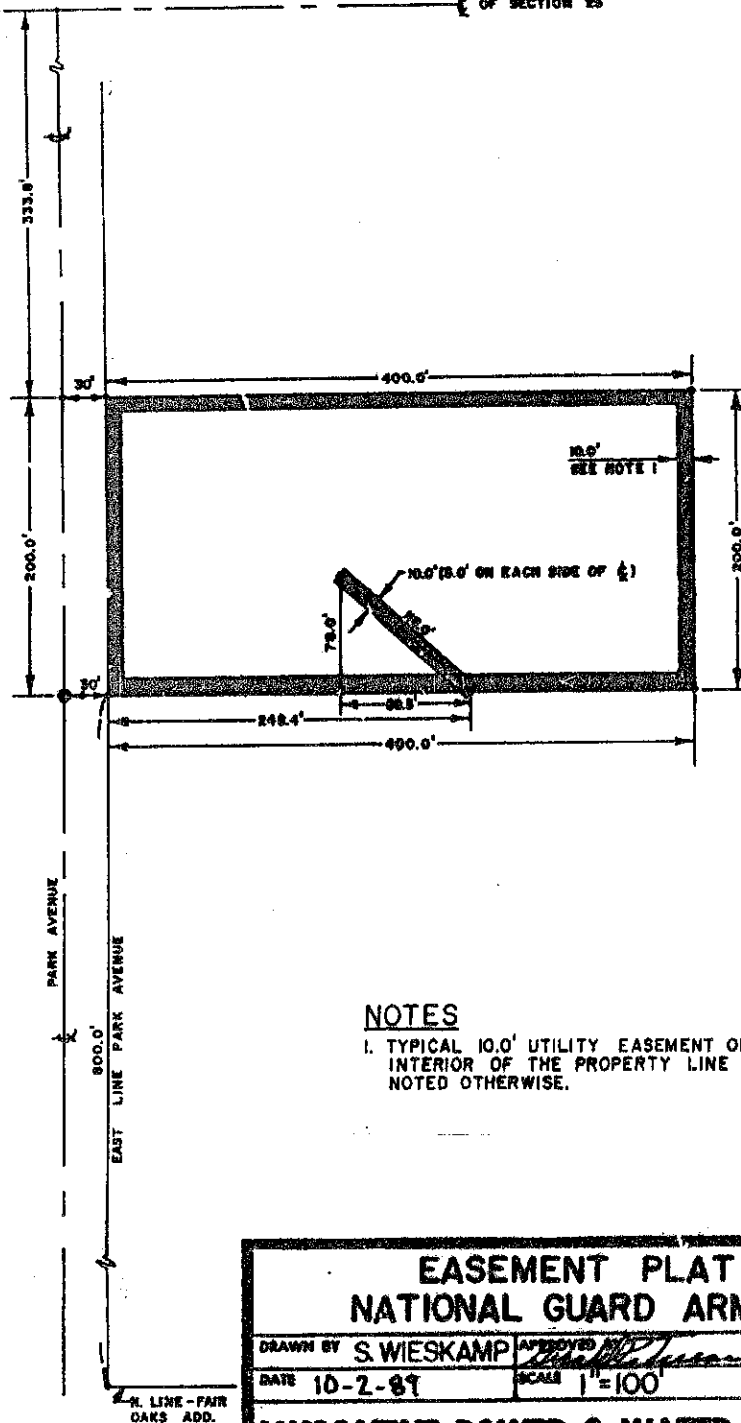 ℄ OF SECTION 25
333.8'
30'
400.0'
10.0'
SEE NOTE 1
200.0'
200.0'
10.0' (5.0' ON EACH SIDE OF ℄)
30'
248.4'
400.0'
PARK AVENUE
℄
800.0'
EAST LINE PARK AVENUE
NOTES
1. TYPICAL 10.0' UTILITY EASEMENT
INTERIOR OF THE PROPERTY LINE
NOTED OTHERWISE.
EASEMENT PLAT
NATIONAL GUARD
DRAWN BY S. WIESKAMP APPROVED BY
DATE 10-2-89 SCALE 1"=100'
N. LINE-FAIR
OAKS ADD.